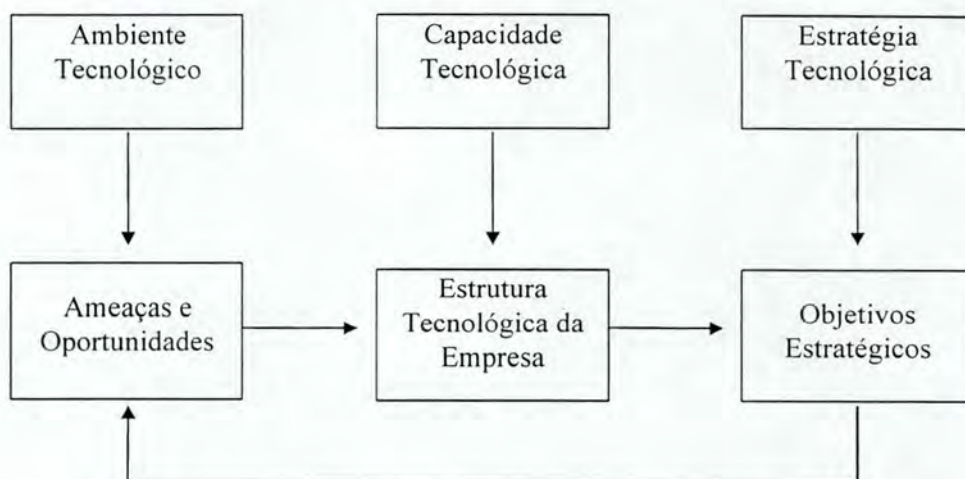 Ambiente
Tecnológico
Capacidade
Tecnológica
Estratégia
Tecnológica
Ameaças e
Oportunidades
Estrutura
Tecnológica da
Empresa
Objetivos
Estratégicos